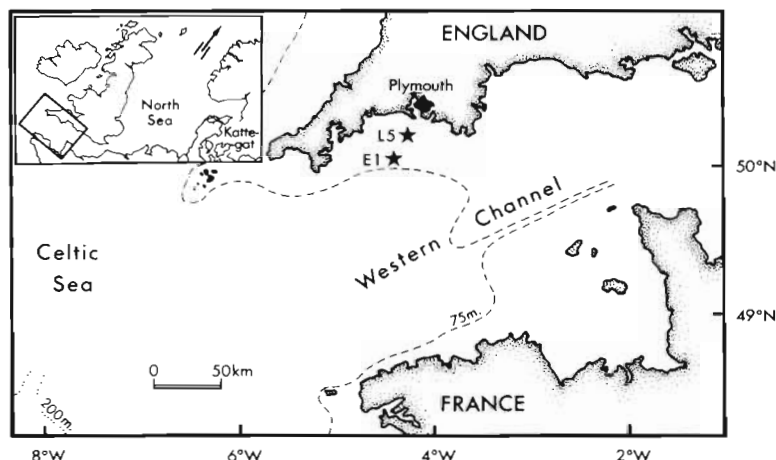 ENGLAND
Plymouth
North
Sea
Katte-
gat
L5
E1
50°N
Western Channel
Celtic
Sea
75m.
49°N
0 50km
200m.
FRANCE
8°W 6°W 4°W 2°W